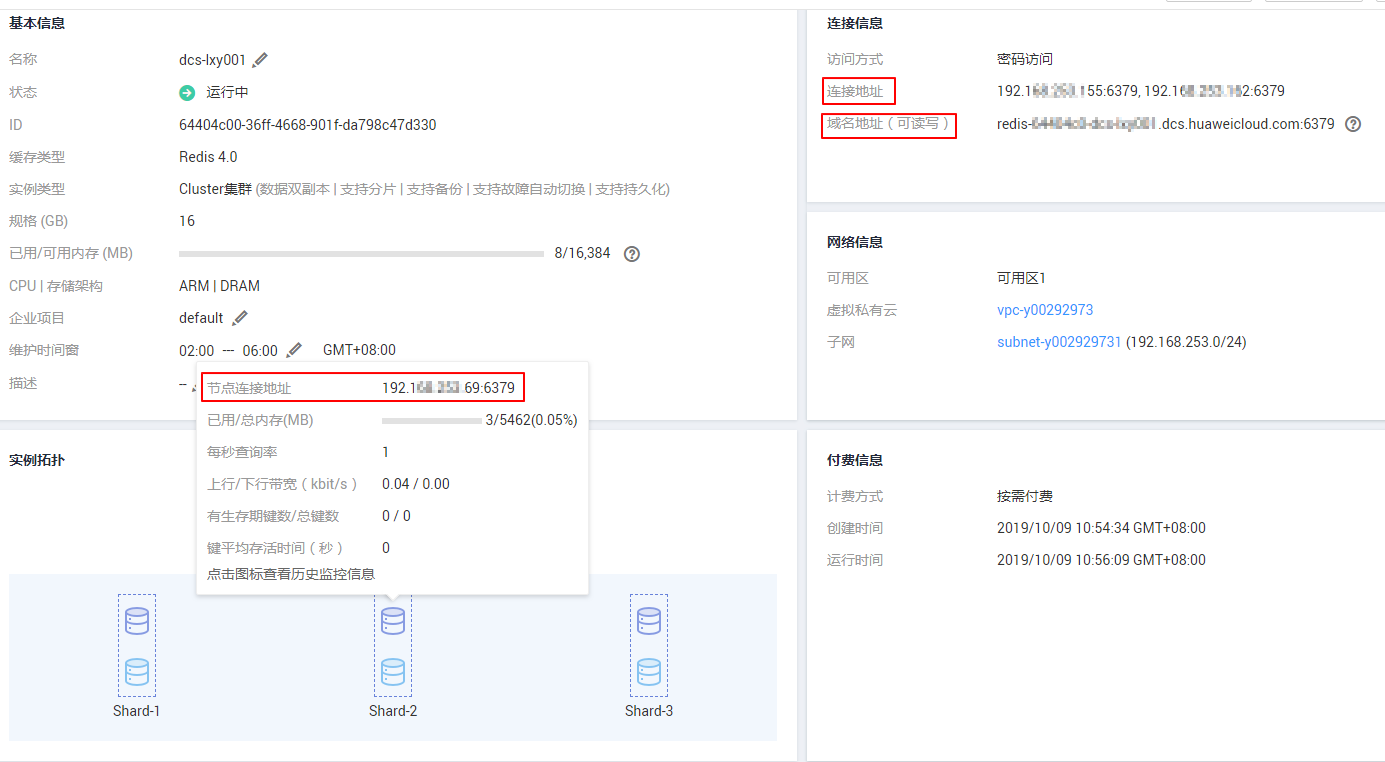 基本信息
名称 dcs-lxy001
状态 运行中
ID 64404c00-36ff-4668-901f-da798c47d330
缓存类型 Redis 4.0
实例类型 Cluster集群 (数据双副本 | 支持分片 | 支持备份 | 支持故障自动切换 | 支持持久化)
规格 (GB) 16
已用/可用内存 (MB) 8/16,384
CPU | 存储架构 ARM | DRAM
企业项目 default
维护时间窗 02:00 --- 06:00 GMT+08:00
描述 --
节点连接地址 192.1 .69:6379
已用/总内存(MB) 3/5462(0.05%)
每秒查询率 1
上行/下行带宽（kbit/s） 0.04 / 0.00
有生存期键数/总键数 0 / 0
键平均存活时间（秒） 0
点击图标查看历史监控信息
实例拓扑
Shard-1 Shard-2 Shard-3
连接信息
访问方式 密码访问
连接地址 192.1 55:6379, 192.1 2:6379
域名地址（可读写） redis- .dcs.huaweicloud.com:6379
网络信息
可用区 可用区1
虚拟私有云 vpc-y00292973
子网 subnet-y002929731 (192.168.253.0/24)
付费信息
计费方式 按需付费
创建时间 2019/10/09 10:54:34 GMT+08:00
运行时间 2019/10/09 10:56:09 GMT+08:00